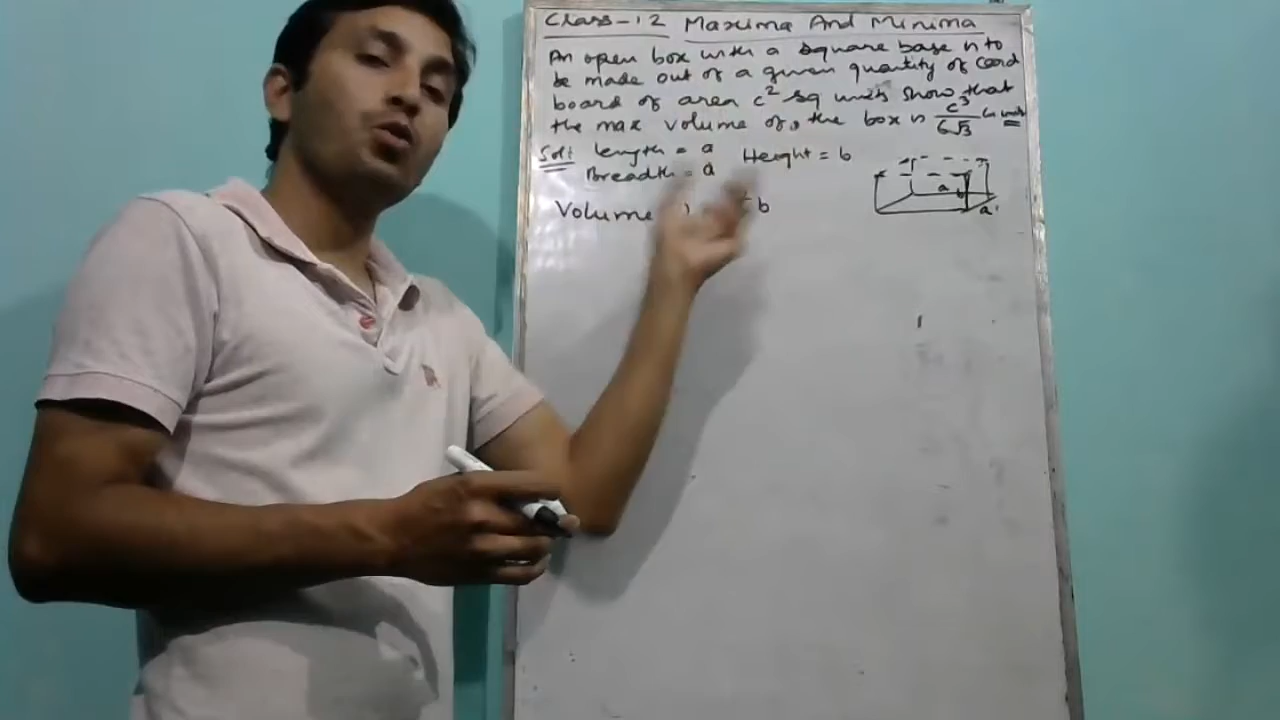 Class-12 Maxima And Minima
An open box with a square base is to
be made out of a given quantity of card
board of area c² sq units show that
the max volume of the box is c³/6√3 cu units
Sol: Length = a Height = b
Breadth = a
Volume b
a b
a